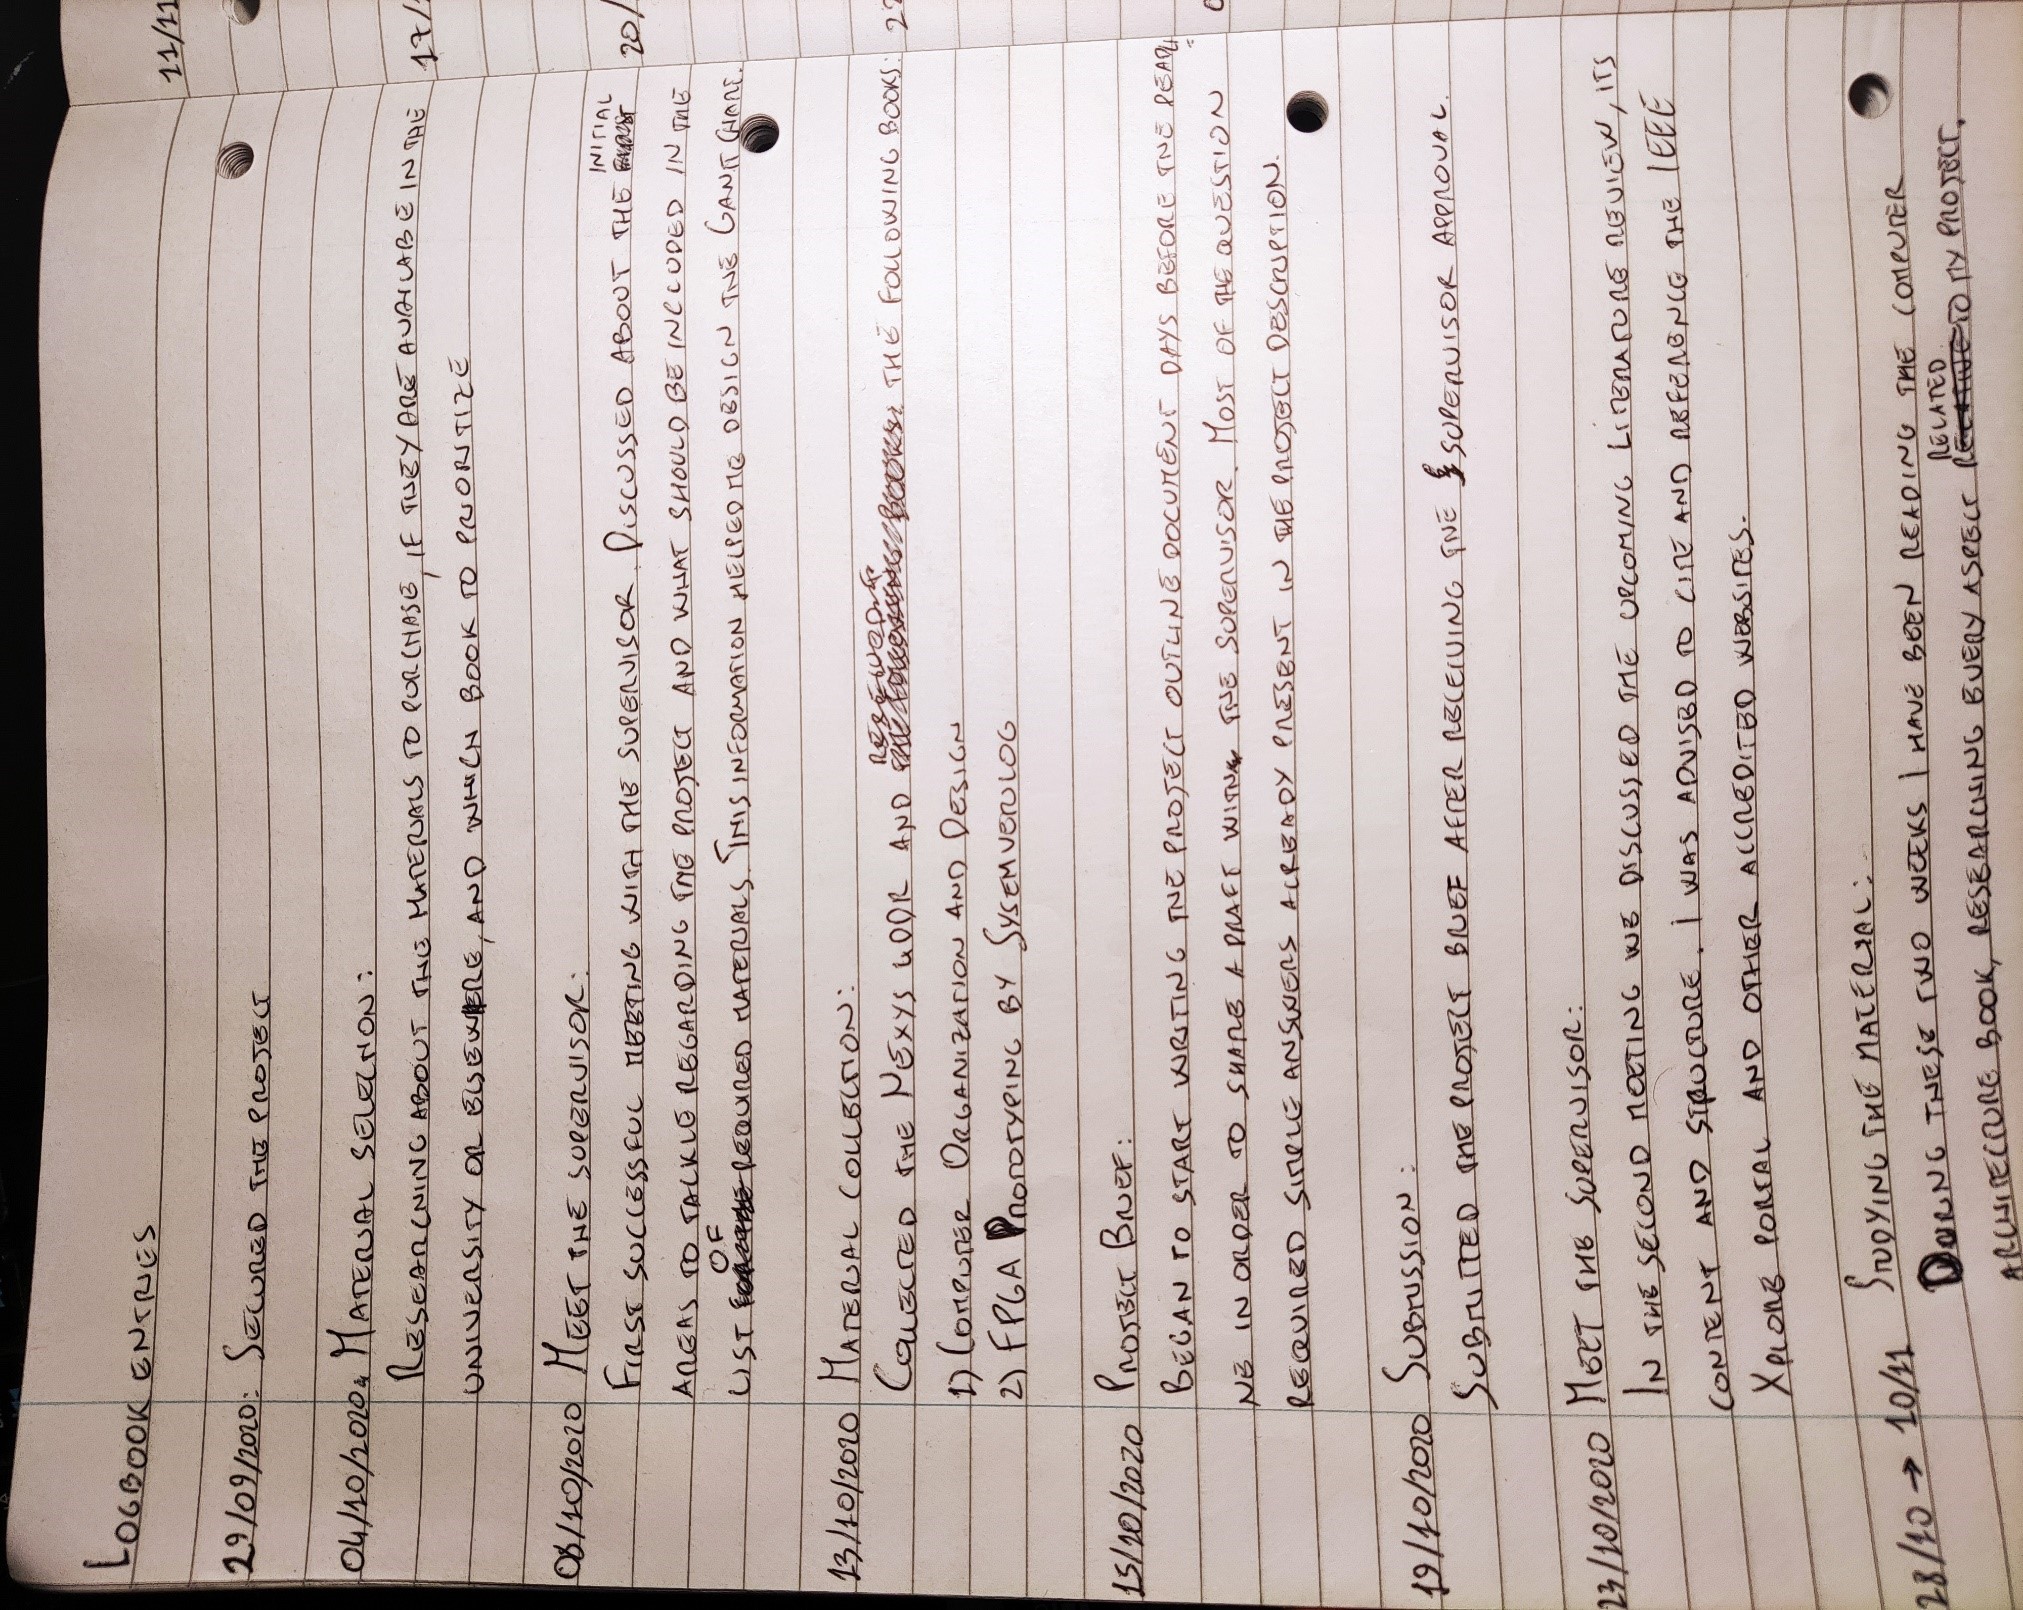 LOGBOOK ENTRIES
11/11
29/09/2020: SECURED THE PROJECT
04/10/2020: MATERIAL SELECTION:
RESEARCHING ABOUT THE MATERIALS TO PURCHASE, IF THEY ARE AVAILABE IN THE
17/
UNIVERSITY OR ELSEWERE, AND WHICH BOOK TO PRIORITIZE
08/10/2020 MEET THE SUPERVISOR:
INITIAL
FIRST SUCCESSFUL MEETING WITH THE SUPERVISOR. DISCUSSED ABOUT THE
20/
AREAS TO TACKLE REGARDING THE PROJECT AND WHAT SHOULD BE INCLUDED IN THE
OF
LIST REQUIRED MATERIALS. THIS INFORMATION HELPED ME DESIGN THE GANTT CHART.
13/10/2020 MATERIAL COLLECTION:
COLLECTED THE NEXYS 4DDR AND BOOKS: THE FOLLOWING BOOKS:
1) COMPUTER ORGANIZATION AND DESIGN
2) FPGA PROTOTYPING BY SYSEMVERILOG
15/10/2020 PROJECT BRIEF:
BEGAN TO START WRITING THE PROJECT OUTLINE DOCUMENT DAYS BEFORE THE DEADLI
NE IN ORDER TO SHARE A DRAFT WITH THE SUPERVISOR. MOST OF THE QUESTION
REQUIRED SIMPLE ANSWERS ALREADY PRESENT IN THE PROJECT DESCRIPTION.
19/10/2020 SUBMISSION:
SUBMITTED THE PROJECT BRIEF AFTER RECEIVING THE SUPERVISOR APPROVAL.
23/10/2020 MEET THE SUPERVISOR:
IN THE SECOND MEETING WE DISCUSSED THE UPCOMING LITERATURE REVIEW, ITS
CONTENT AND STRUCTURE. I WAS ADVISED TO CITE AND REFERENCE THE IEEE
XPLORE PORTAL AND OTHER ACCREDITED WEBSITES.
28/10 → 10/11 STUDYING THE MATERIAL:
DURING THESE TWO WEEKS I HAVE BEEN READING THE COMPUTER
RELATED
ARCHITECTURE BOOK, RESEARCHING EVERY ASPECT RELATIVE TO MY PROJECT.